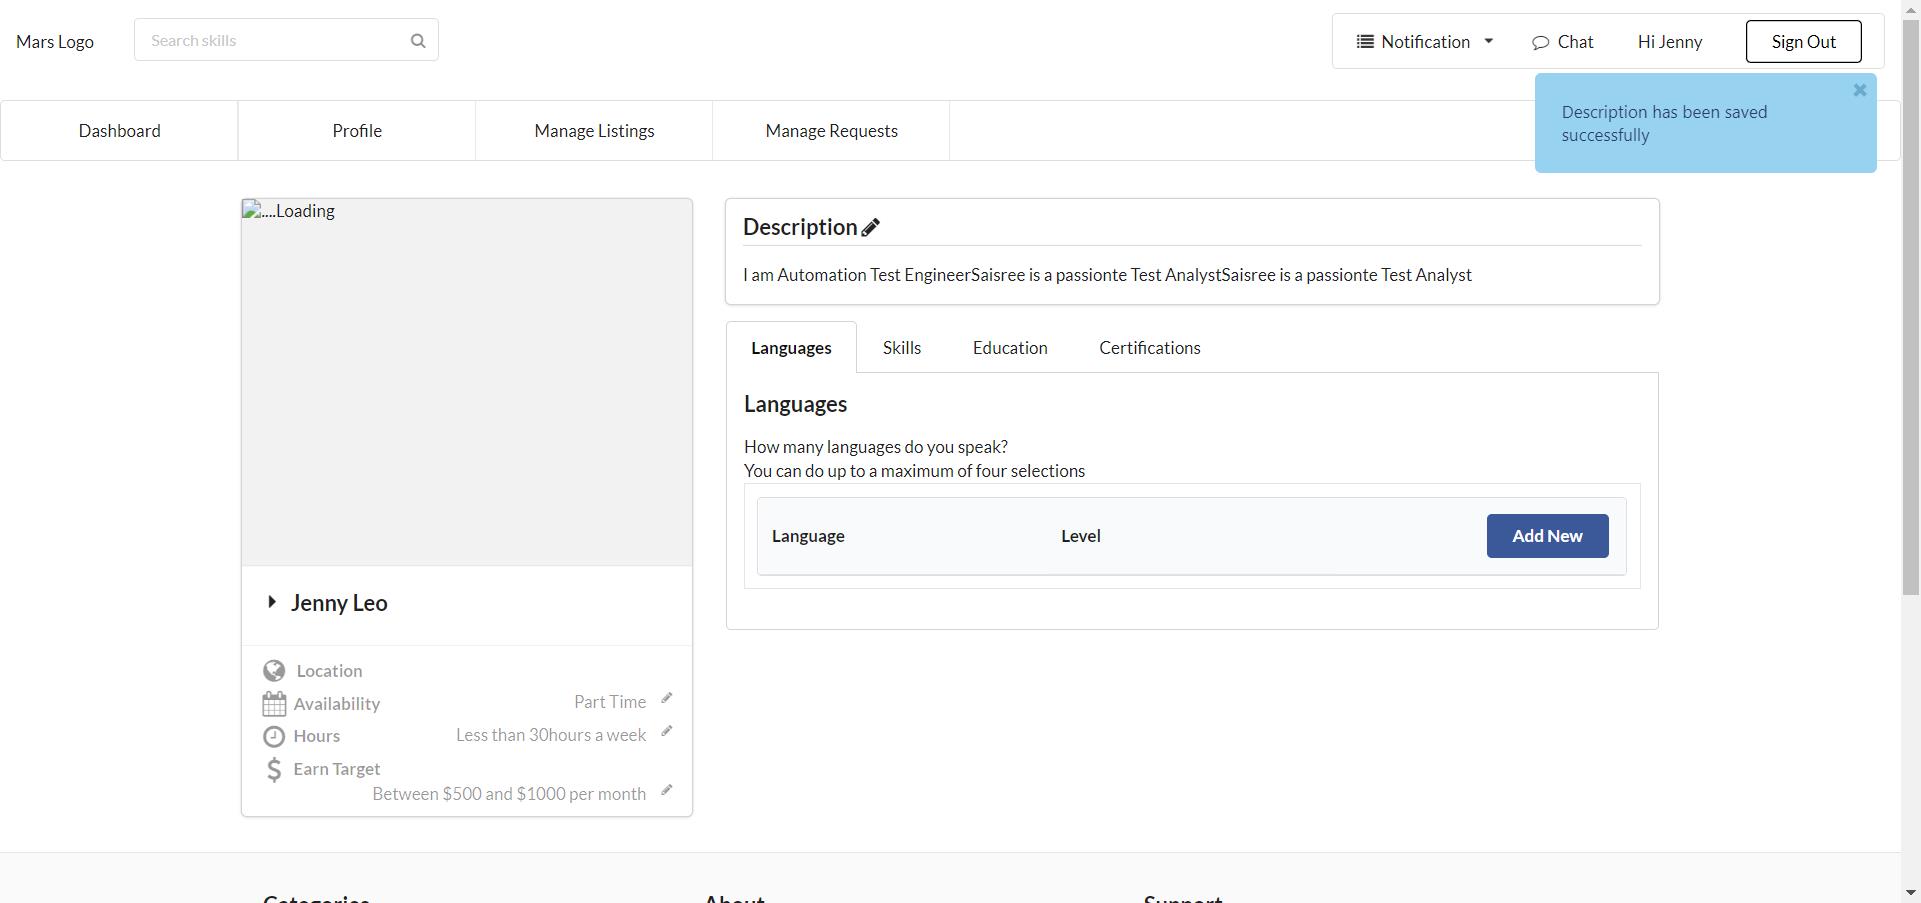 Mars Logo
Search skills
Notification
Chat
Hi Jenny
Sign Out
Description has been saved
successfully
Dashboard
Profile
Manage Listings
Manage Requests
....Loading
Jenny Leo
Location
Availability
Part Time
Hours
Less than 30hours a week
Earn Target
Between $500 and $1000 per month
Description
I am Automation Test EngineerSaisree is a passionte Test AnalystSaisree is a passionte Test Analyst
Languages
Skills
Education
Certifications
Languages
How many languages do you speak?
You can do up to a maximum of four selections
Language
Level
Add New
Categories
About
Support